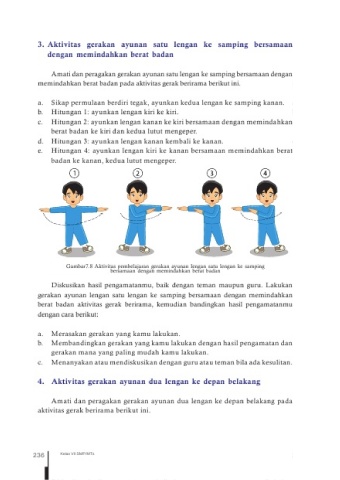 3. Aktivitas gerakan ayunan satu lengan ke samping bersamaan
dengan memindahkan berat badan
Amati dan peragakan gerakan ayunan satu lengan ke samping bersamaan dengan
memindahkan berat badan pada aktivitas gerak berirama berikut ini.
a. Sikap permulaan berdiri tegak, ayunkan kedua lengan ke samping kanan.
b. Hitungan 1: ayunkan lengan kiri ke kiri.
c. Hitungan 2: ayunkan lengan kanan ke kiri bersamaan dengan memindahkan
berat badan ke kiri dan kedua lutut mengeper.
d. Hitungan 3: ayunkan lengan kanan kembali ke kanan.
e. Hitungan 4: ayunkan lengan kiri ke kanan bersamaan memindahkan berat
badan ke kanan, kedua lutut mengeper.
1 2 3 4
Gambar7.8 Aktivitas pembelajaran gerakan ayunan lengan satu lengan ke samping
bersamaan dengan memindahkan berat badan
Diskusikan hasil pengamatanmu, baik dengan teman maupun guru. Lakukan
gerakan ayunan lengan satu lengan ke samping bersamaan dengan memindahkan
berat badan aktivitas gerak berirama, kemudian bandingkan hasil pengamatanmu
dengan cara berikut:
a. Merasakan gerakan yang kamu lakukan.
b. Membandingkan gerakan yang kamu lakukan dengan hasil pengamatan dan
gerakan mana yang paling mudah kamu lakukan.
c. Menanyakan atau mendiskusikan dengan guru atau teman bila ada kesulitan.
4. Aktivitas gerakan ayunan dua lengan ke depan belakang
Amati dan peragakan gerakan ayunan dua lengan ke depan belakang pada
aktivitas gerak berirama berikut ini.
236 Kelas VII SMP/MTs